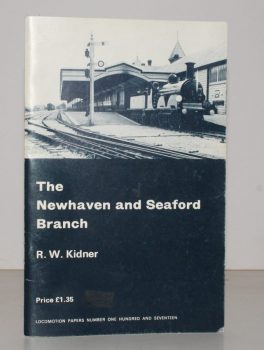 The
Newhaven and Seaford
Branch
R. W. Kidner
Price £1.35
LOCOMOTION PAPERS NUMBER ONE HUNDRED AND SEVENTEEN